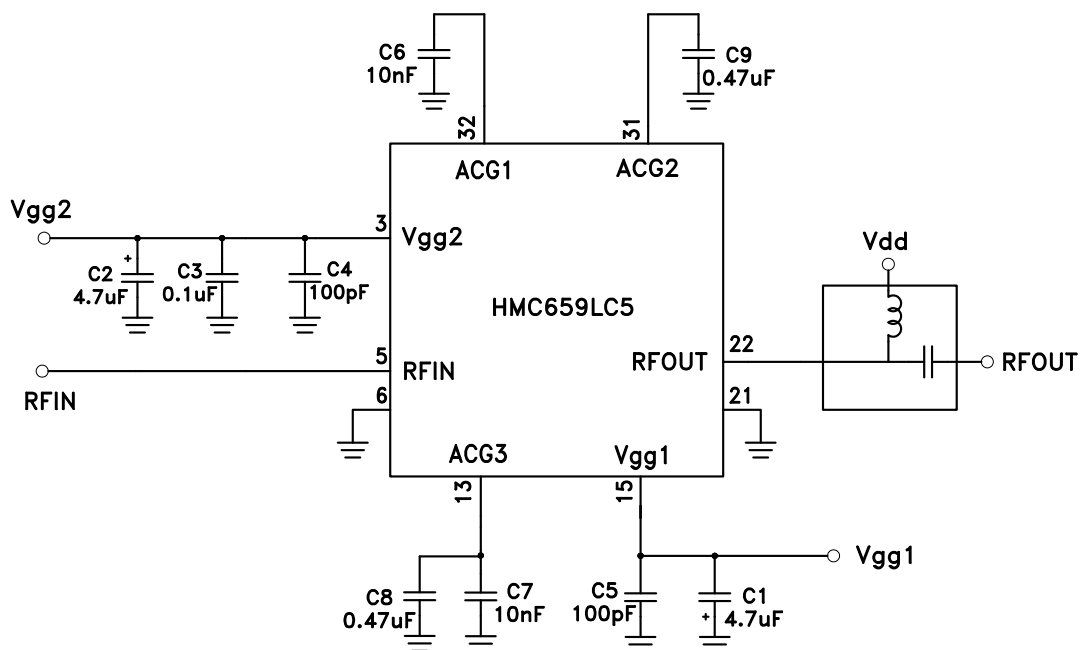 C6
10nF
C9
0.47uF
32
31
ACG1
ACG2
Vgg2
3
Vgg2
+
C2
4.7uF
C3
0.1uF
C4
100pF
Vdd
HMC659LC5
5
RFIN
RFIN
RFOUT
22
RFOUT
6
21
ACG3
Vgg1
13
15
Vgg1
C8
0.47uF
C7
10nF
C5
100pF
C1
+
4.7uF